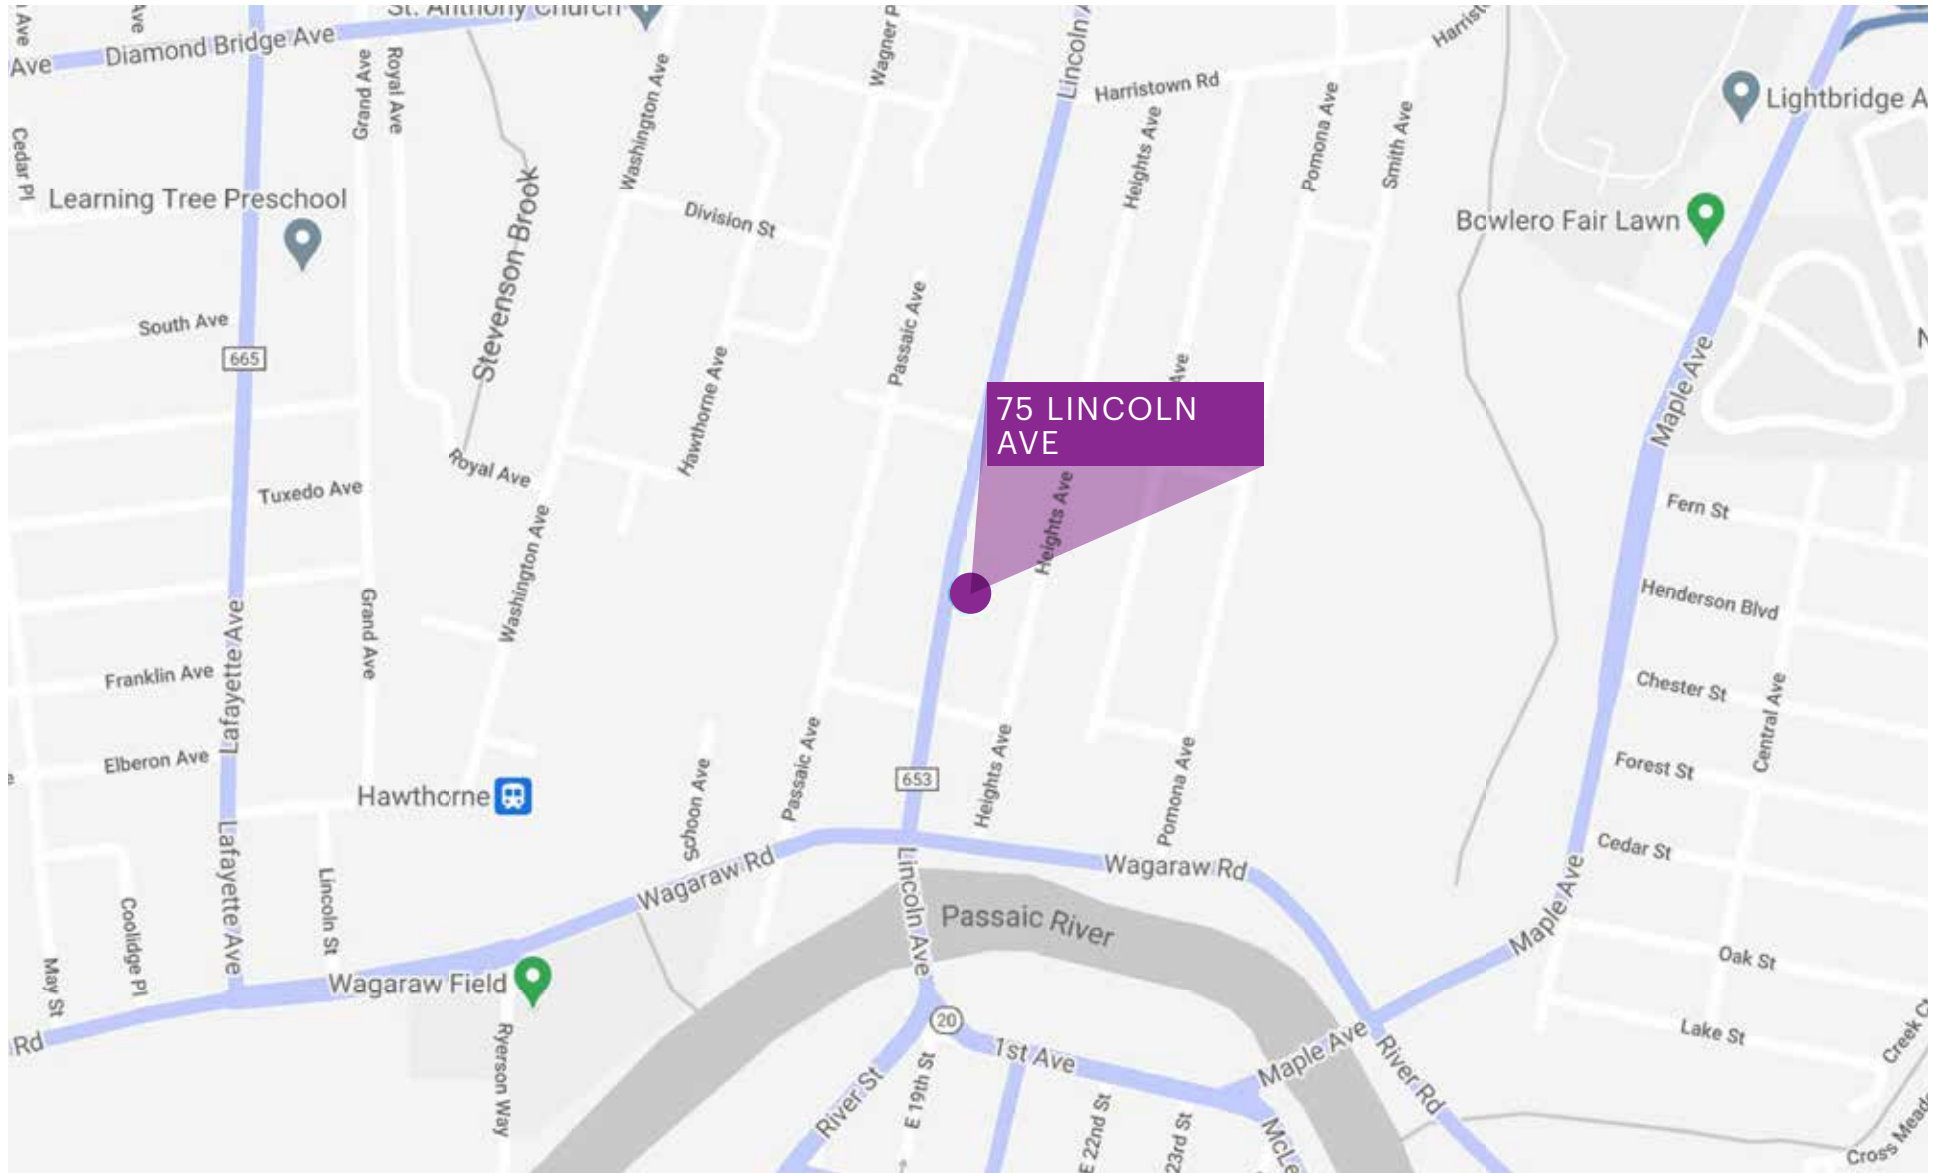 St. Anthony Church
Diamond Bridge Ave
Ave
Ave
Ave
Grand Ave
Royal Ave
Washington Ave
Wagner
Lincoln
Harristown Rd
Heights Ave
Pomona Ave
Smith Ave
Lightbridge A
Cedar Pl
Learning Tree Preschool
Stevenson Brook
Division St
Bowlero Fair Lawn
South Ave
665
Passaic Ave
Hawthorne Ave
Ave
Maple Ave
N
75 LINCOLN
AVE
Royal Ave
Tuxedo Ave
Washington Ave
Heights Ave
Fern St
Henderson Blvd
Grand Ave
Lafayette Ave
Franklin Ave
Chester St
Central Ave
Elberon Ave
Hawthorne
Schoon Ave
Passaic Ave
653
Heights Ave
Pomona Ave
Forest St
Cedar St
Lafayette Ave
Lincoln St
Wagaraw Rd
Lincoln Ave
Wagaraw Rd
Passaic River
Maple Ave
Oak St
May St
Coolidge Pl
Wagaraw Field
Rd
Ryerson Way
20
1st Ave
Maple Ave
River Rd
Lake St
Creek
River St
E 19th St
E 22nd St
23rd St
McLe
Cross Mead